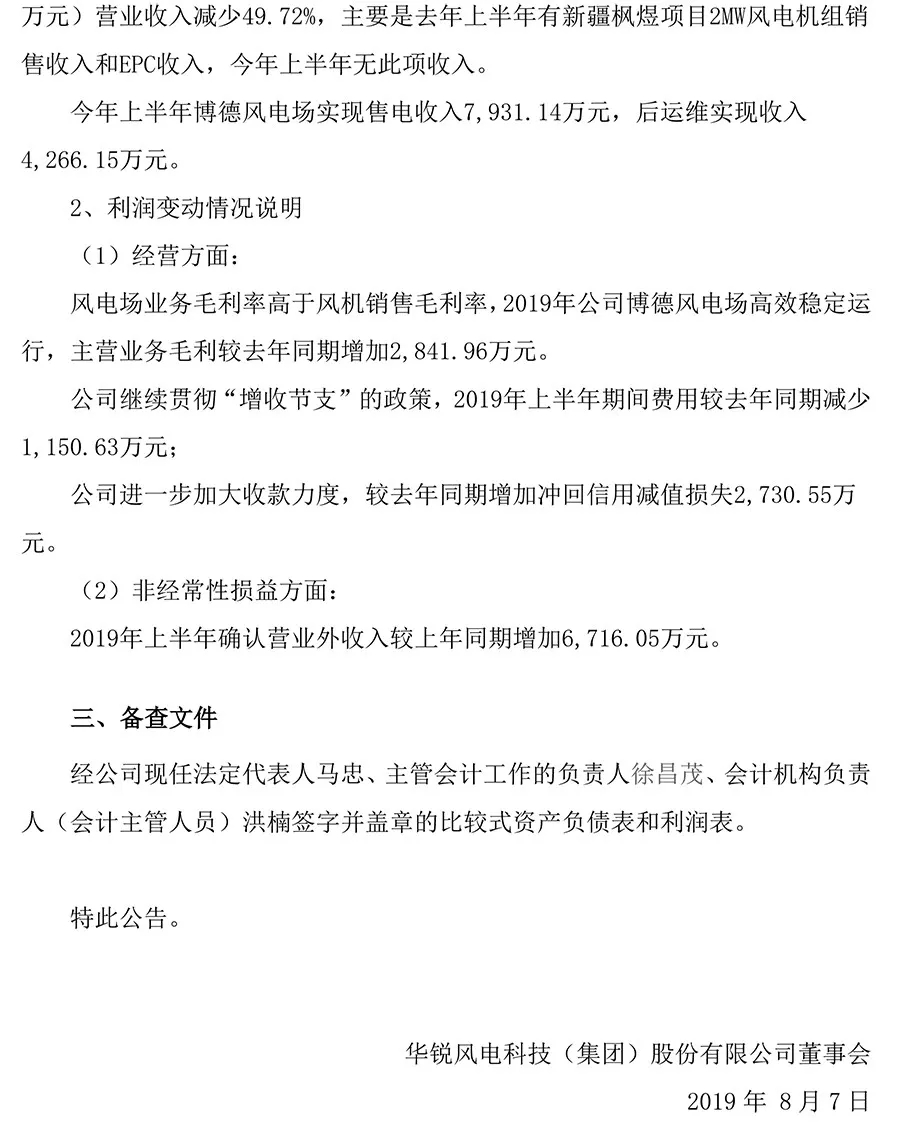 万元）营业收入减少49.72%，主要是去年上半年有新疆枫煜项目2MW风电机组销
售收入和EPC收入，今年上半年无此项收入。
今年上半年博德风电场实现售电收入7,931.14万元，后运维实现收入
4,266.15万元。
2、利润变动情况说明
（1）经营方面：
风电场业务毛利率高于风机销售毛利率，2019年公司博德风电场高效稳定运
行，主营业务毛利较去年同期增加2,841.96万元。
公司继续贯彻“增收节支”的政策，2019年上半年期间费用较去年同期减少
1,150.63万元；
公司进一步加大收款力度，较去年同期增加冲回信用减值损失2,730.55万
元。
（2）非经常性损益方面：
2019年上半年确认营业外收入较上年同期增加6,716.05万元。
三、备查文件
经公司现任法定代表人马忠、主管会计工作的负责人徐昌茂、会计机构负责
人（会计主管人员）洪楠签字并盖章的比较式资产负债表和利润表。
特此公告。
华锐风电科技（集团）股份有限公司董事会
2019 年 8 月 7 日